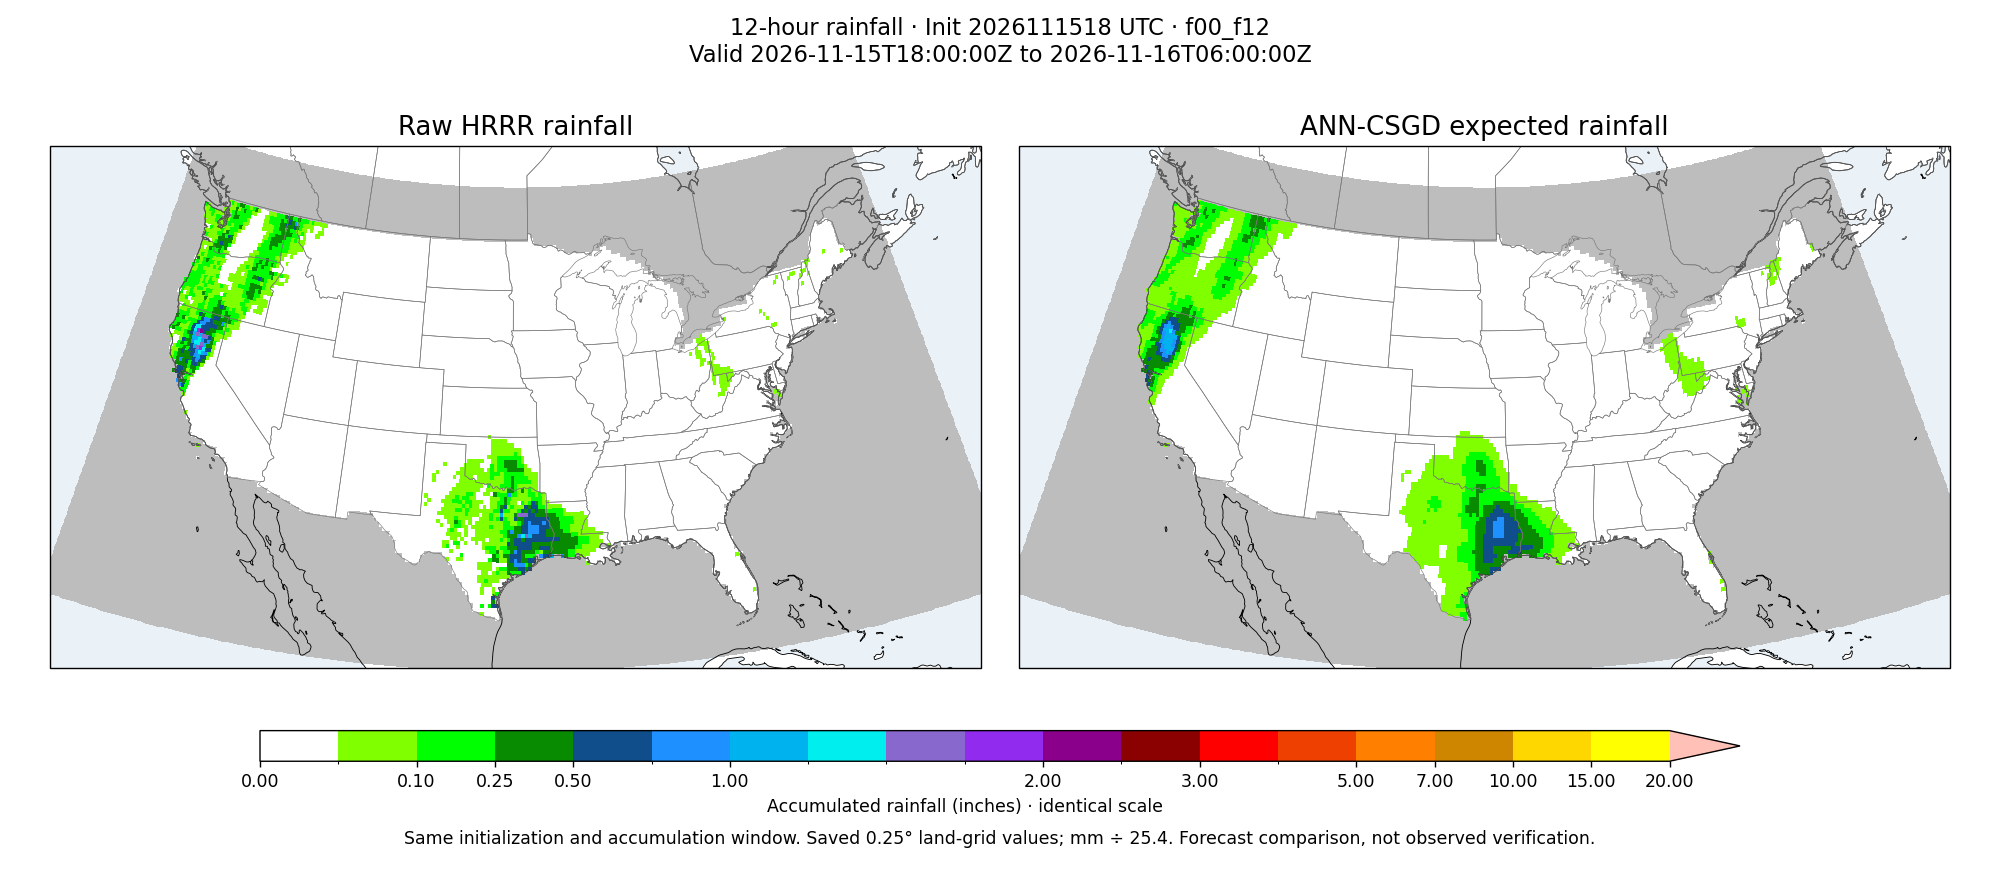 12-hour rainfall · Init 2026111518 UTC · f00_f12
Valid 2026-11-15T18:00:00Z to 2026-11-16T06:00:00Z
Raw HRRR rainfall
ANN-CSGD expected rainfall
0.00 0.10 0.25 0.50 1.00 2.00 3.00 5.00 7.00 10.00 15.00 20.00
Accumulated rainfall (inches) · identical scale
Same initialization and accumulation window. Saved 0.25° land-grid values; mm ÷ 25.4. Forecast comparison, not observed verification.